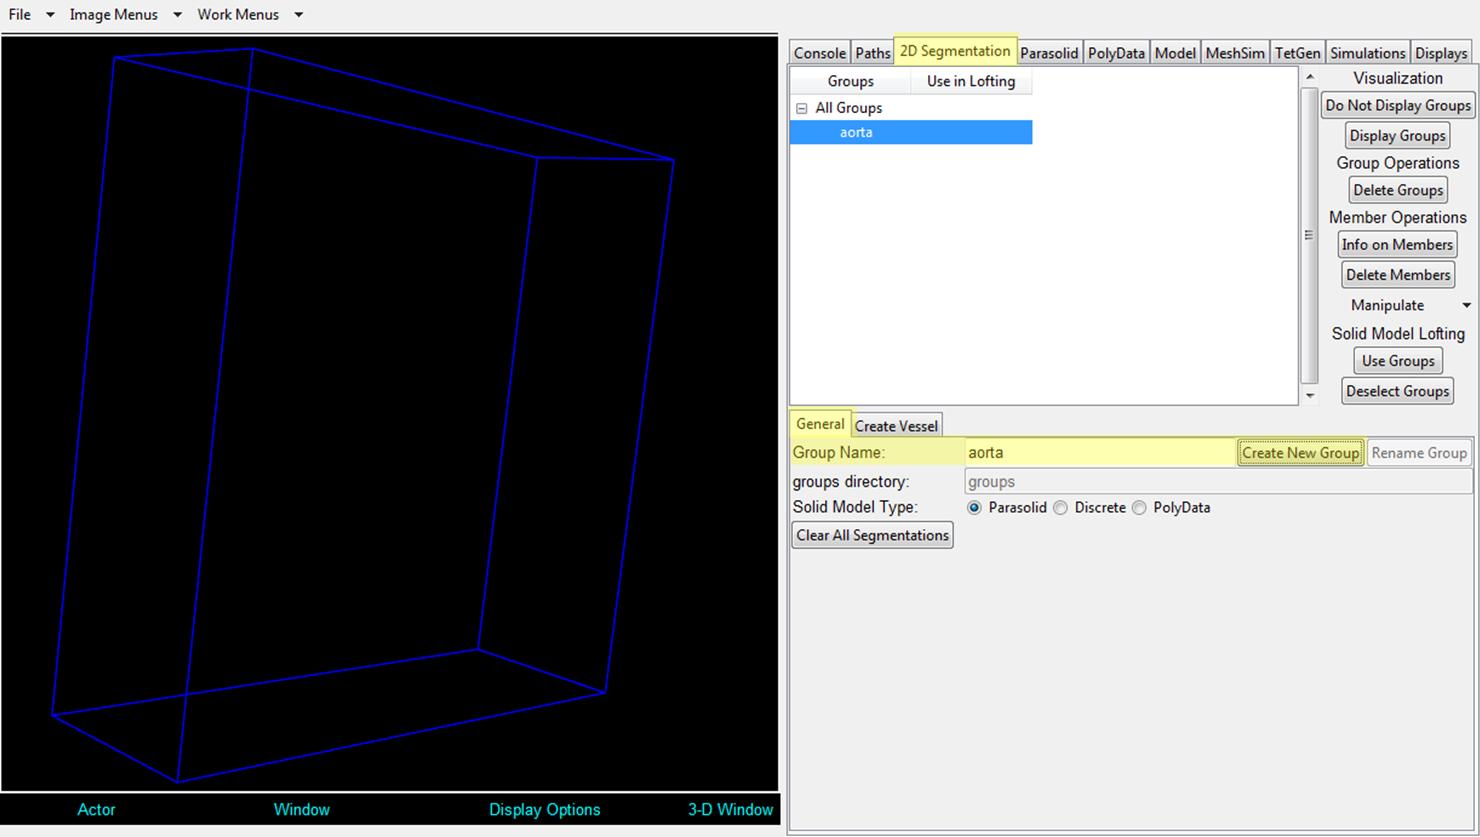 File Image Menus Work Menus
Console Paths 2D Segmentation Parasolid PolyData Model MeshSim TetGen Simulations Displays
Groups Use in Lofting
All Groups
aorta
Visualization
Do Not Display Groups
Display Groups
Group Operations
Delete Groups
Member Operations
Info on Members
Delete Members
Manipulate
Solid Model Lofting
Use Groups
Deselect Groups
General Create Vessel
Group Name: aorta Create New Group Rename Group
groups directory: groups
Solid Model Type: Parasolid Discrete PolyData
Clear All Segmentations
Actor Window Display Options 3-D Window